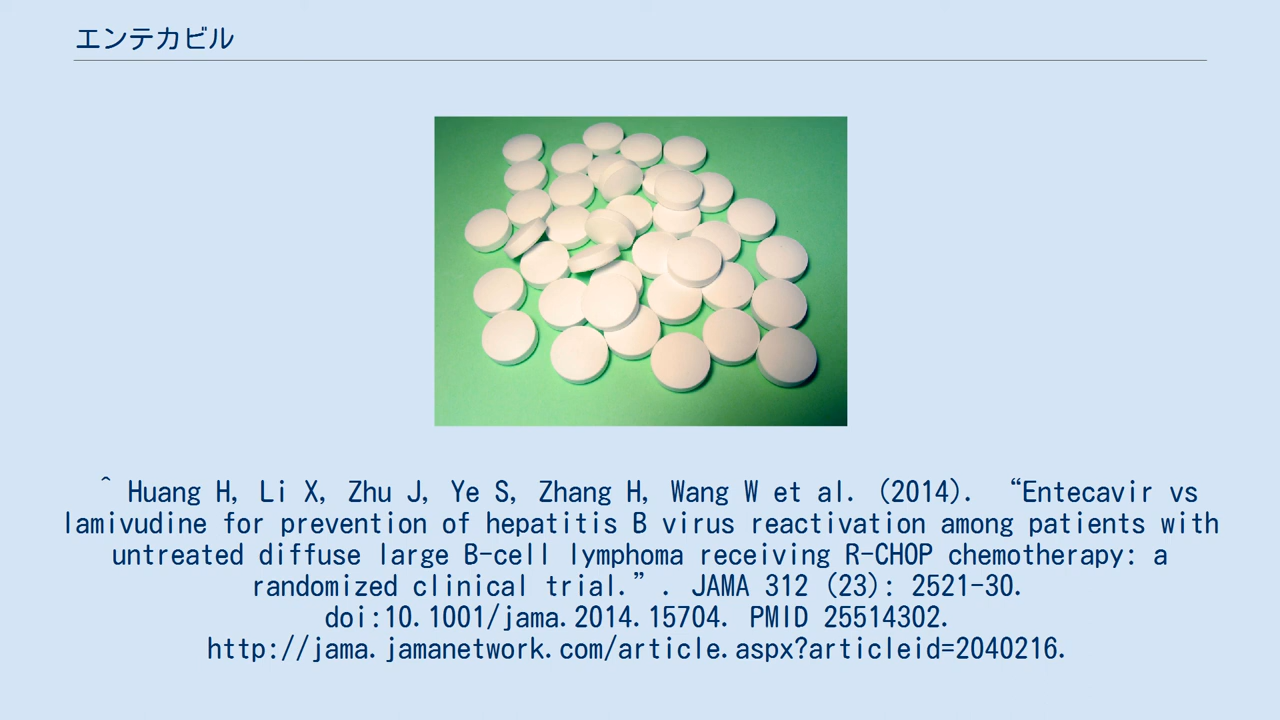 エンテカビル
^ Huang H, Li X, Zhu J, Ye S, Zhang H, Wang W et al. (2014). “Entecavir vs
lamivudine for prevention of hepatitis B virus reactivation among patients with
untreated diffuse large B-cell lymphoma receiving R-CHOP chemotherapy: a
randomized clinical trial.”. JAMA 312 (23): 2521-30.
doi:10.1001/jama.2014.15704. PMID 25514302.
http://jama.jamanetwork.com/article.aspx?articleid=2040216.